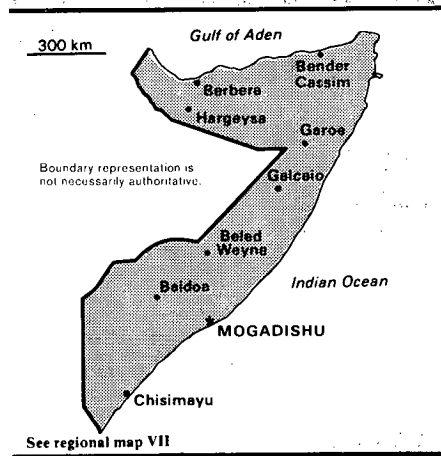 300 km
Gulf of Aden
Bender
Cassim
Berbera
Hargeysa
Garoe
Boundary representation is
not necessarily authoritative.
Galcaio
Beled
Weyne
Indian Ocean
Baidoa
MOGADISHU
Chisimayu
See regional map VII